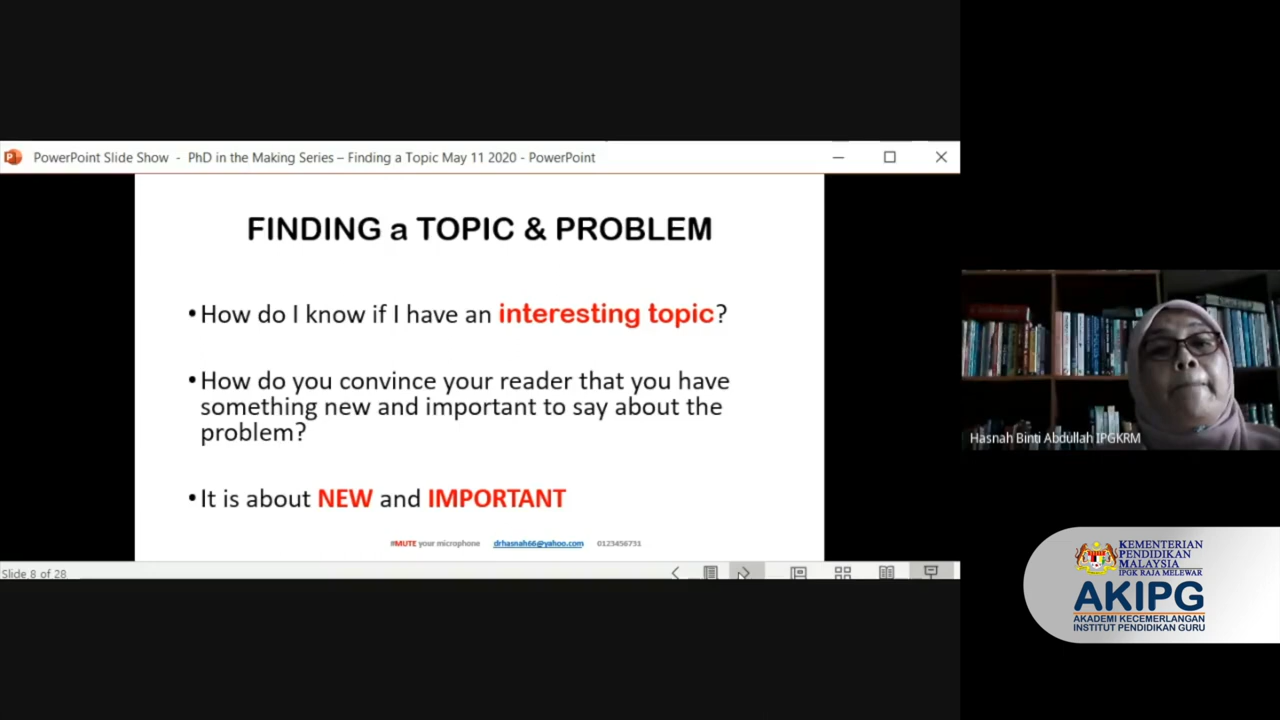 PowerPoint Slide Show - PhD in the Making Series – Finding a Topic May 11 2020 - PowerPoint
FINDING a TOPIC & PROBLEM
•How do I know if I have an interesting topic?
•How do you convince your reader that you have
something new and important to say about the
problem?
•It is about NEW and IMPORTANT
#MUTE your microphone drhasnah66@yahoo.com 0123456731
Slide 8 of 28
Hasnah Binti Abdullah IPGKRM
KEMENTERIAN
PENDIDIKAN
MALAYSIA
IPGK RAJA MELEWAR
AKIPG
AKADEMI KECEMERLANGAN
INSTITUT PENDIDIKAN GURU